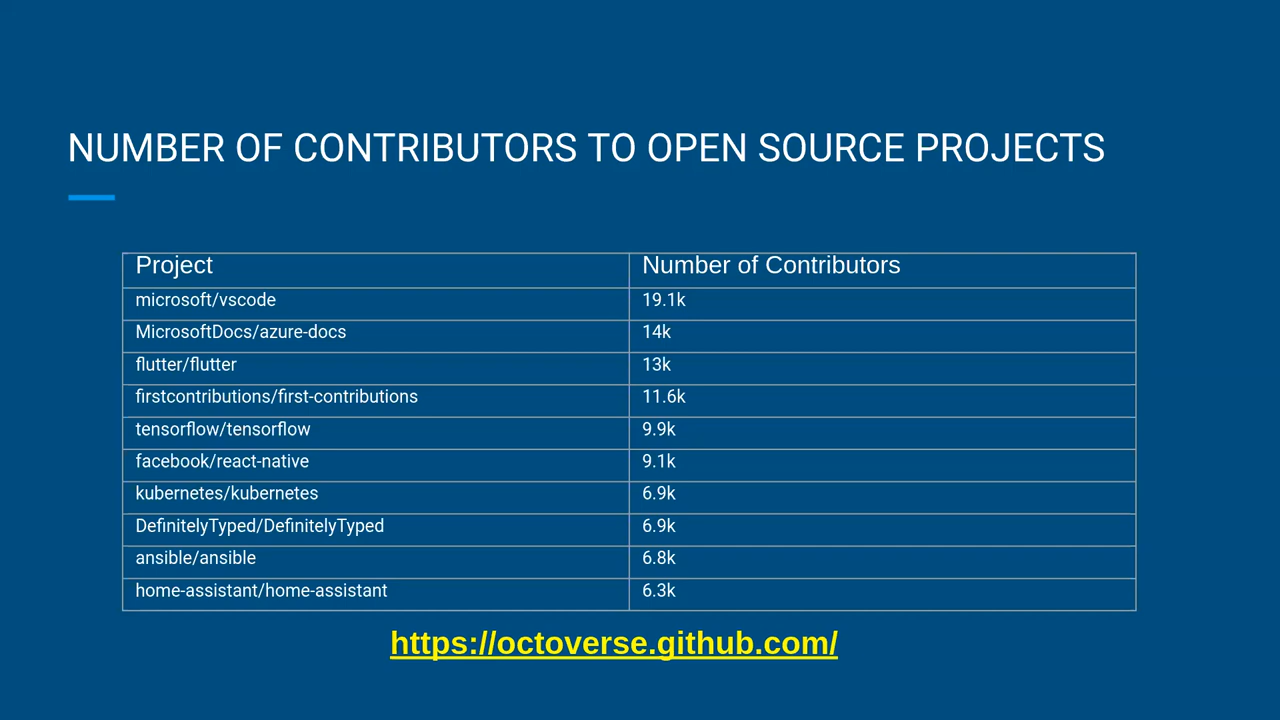 NUMBER OF CONTRIBUTORS TO OPEN SOURCE PROJECTS
Project Number of Contributors
microsoft/vscode 19.1k
MicrosoftDocs/azure-docs 14k
flutter/flutter 13k
firstcontributions/first-contributions 11.6k
tensorflow/tensorflow 9.9k
facebook/react-native 9.1k
kubernetes/kubernetes 6.9k
DefinitelyTyped/DefinitelyTyped 6.9k
ansible/ansible 6.8k
home-assistant/home-assistant 6.3k
https://octoverse.github.com/